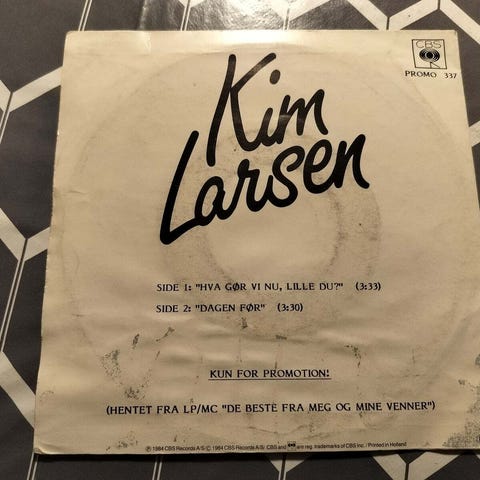 CBS
PROMO 337
Kim
Larsen
SIDE 1: "HVA GØR VI NU, LILLE DU?" (3:33)
SIDE 2: "DAGEN FØR" (3:30)
KUN FOR PROMOTION!
(HENTET FRA LP/MC "DE BESTE FRA MEG OG MINE VENNER")
Ⓟ 1984 CBS Records A/S © 1984 CBS Records A/S/ CBS and are reg. trademarks of CBS Inc. / Printed in Holland